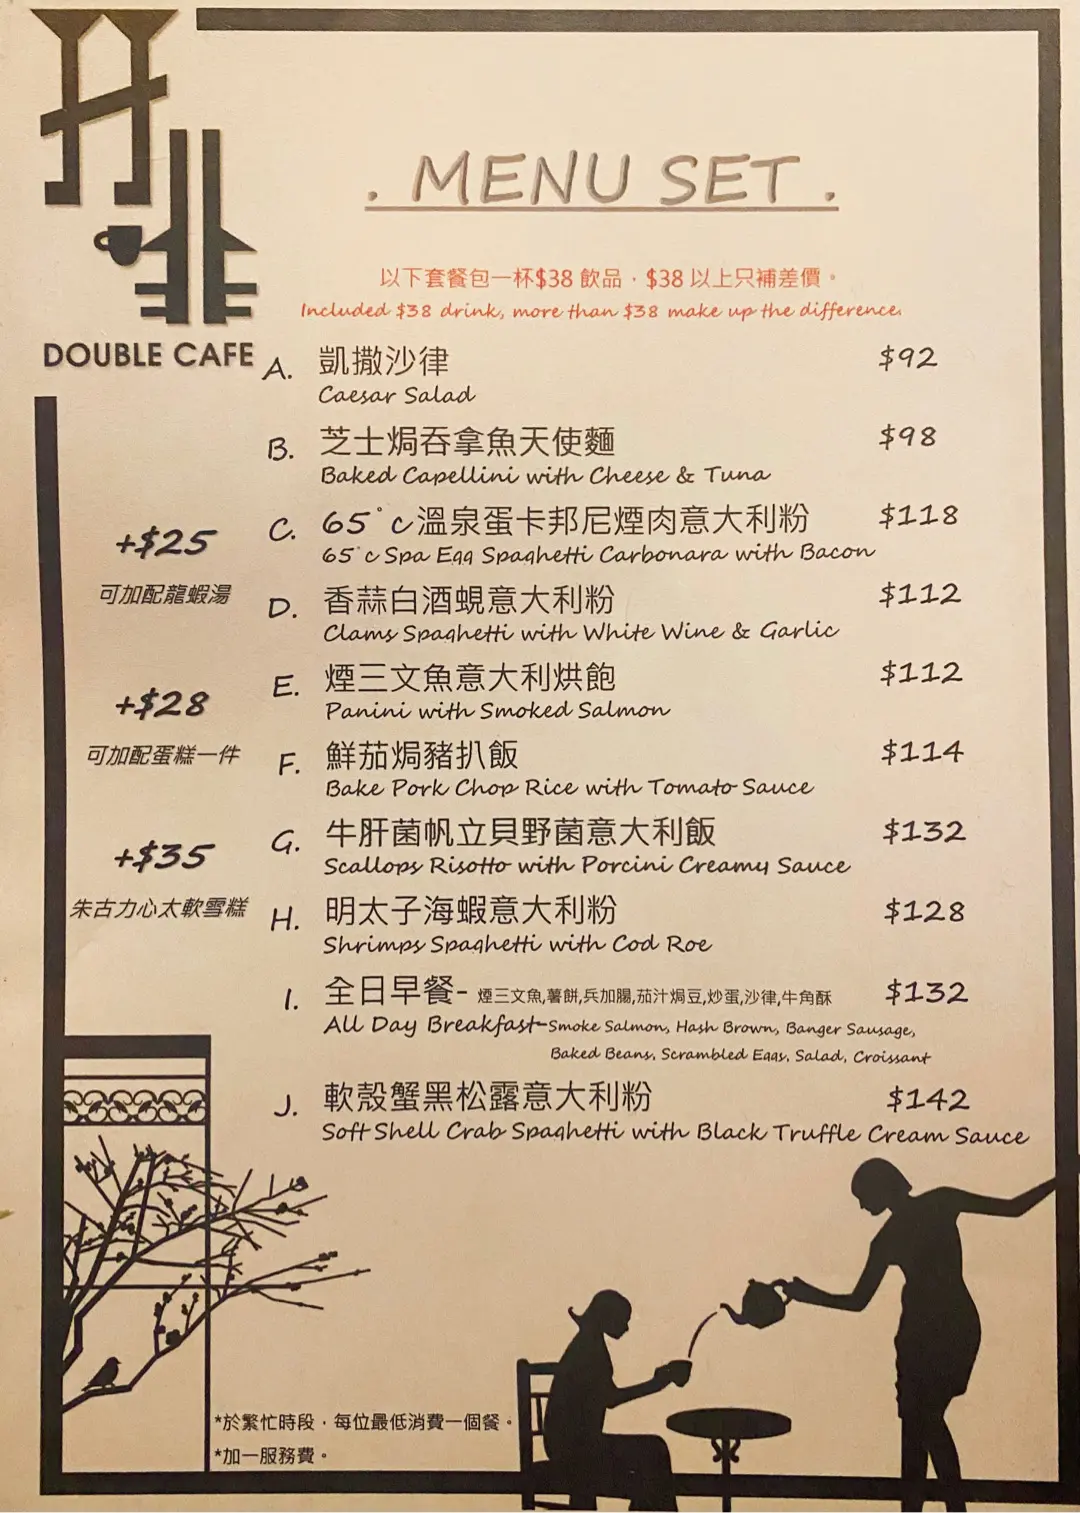 DOUBLE CAFE
. MENU SET .
以下套餐包一杯$38 飲品，$38 以上只補差價。
Included $38 drink, more than $38 make up the difference.
A. 凱撒沙律 $92
Caesar Salad
B. 芝士焗吞拿魚天使麵 $98
Baked Capellini with Cheese & Tuna
C. 65°c溫泉蛋卡邦尼煙肉意大利粉 $118
65°c Spa Egg Spaghetti Carbonara with Bacon
D. 香蒜白酒蜆意大利粉 $112
Clams Spaghetti with White Wine & Garlic
E. 煙三文魚意大利烘飽 $112
Panini with Smoked Salmon
F. 鮮茄焗豬扒飯 $114
Bake Pork Chop Rice with Tomato Sauce
G. 牛肝菌帆立貝野菌意大利飯 $132
Scallops Risotto with Porcini Creamy Sauce
H. 明太子海蝦意大利粉 $128
Shrimps Spaghetti with Cod Roe
I. 全日早餐- 煙三文魚,薯餅,兵加腸,茄汁焗豆,炒蛋,沙律,牛角酥 $132
All Day Breakfast-Smoke Salmon, Hash Brown, Banger Sausage,
Baked Beans, Scrambled Eggs, Salad, Croissant
J. 軟殼蟹黑松露意大利粉 $142
Soft Shell Crab Spaghetti with Black Truffle Cream Sauce
+$25
可加配龍蝦湯
+$28
可加配蛋糕一件
+$35
朱古力心太軟雪糕
*於繁忙時段，每位最低消費一個餐。
*加一服務費。